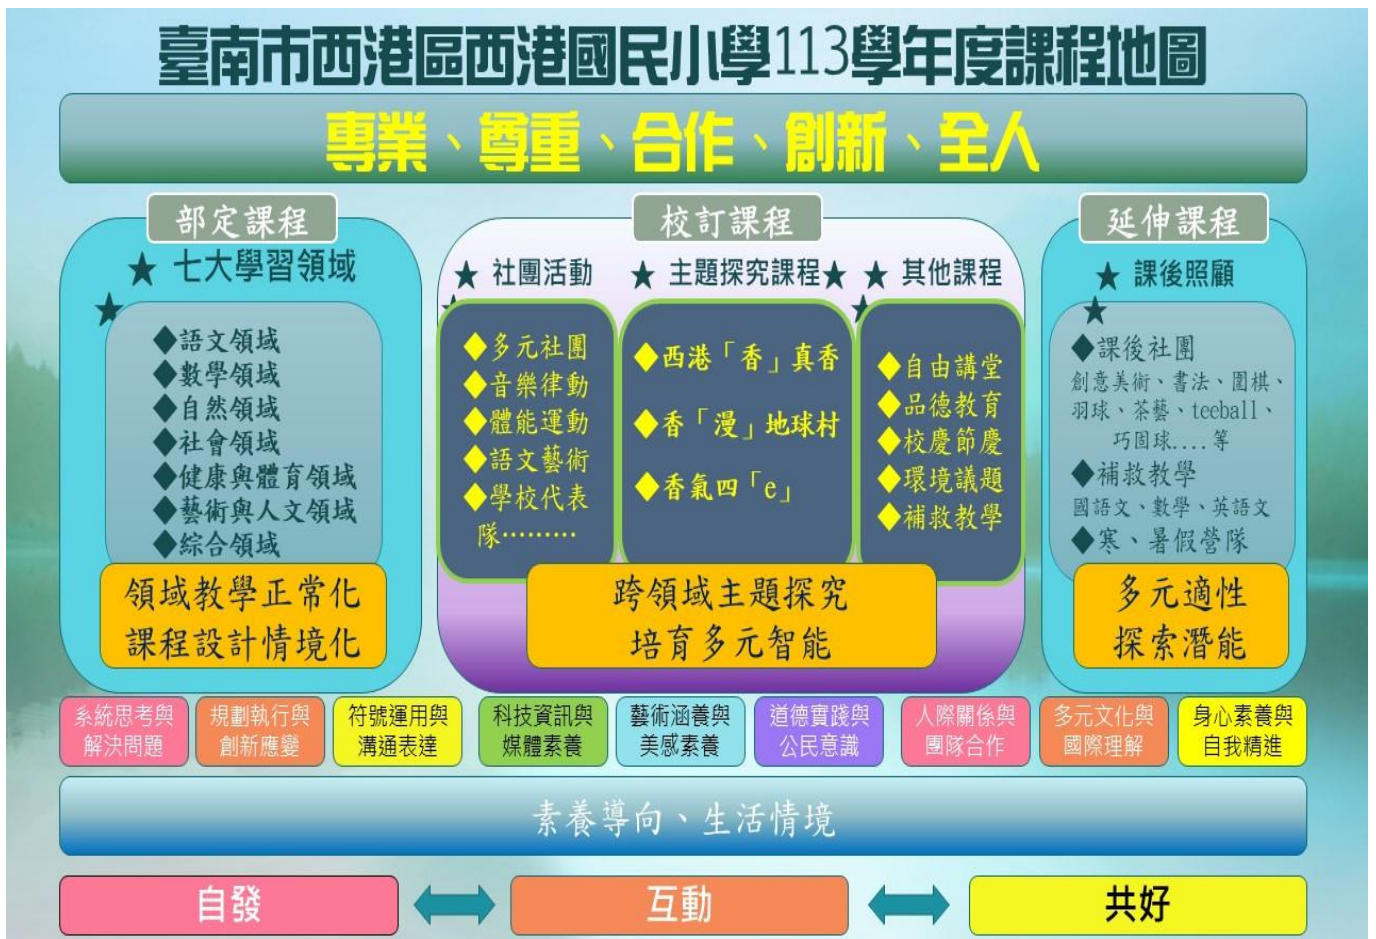 臺南市西港區西港國民小學113學年度課程地圖
專業、尊重、合作、創新、全人
部定課程
★ 七大學習領域
★
◆語文領域
◆數學領域
◆自然領域
◆社會領域
◆健康與體育領域
◆藝術與人文領域
◆綜合領域
領域教學正常化
課程設計情境化
校訂課程
★ 社團活動
★
◆多元社團
◆音樂律動
◆體能運動
◆語文藝術
◆學校代表
隊………
★ 主題探究課程★
◆西港「香」真香
◆香「漫」地球村
◆香氣四「e」
★ 其他課程
★
◆自由講堂
◆品德教育
◆校慶節慶
◆環境議題
◆補救教學
跨領域主題探究
培育多元智能
延伸課程
★ 課後照顧
★
◆課後社團
創意美術、書法、圍棋、
羽球、茶藝、teeball、
巧固球....等
◆補救教學
國語文、數學、英語文
◆寒、暑假營隊
多元適性
探索潛能
系統思考與
解決問題
規劃執行與
創新應變
符號運用與
溝通表達
科技資訊與
媒體素養
藝術涵養與
美感素養
道德實踐與
公民意識
人際關係與
團隊合作
多元文化與
國際理解
身心素養與
自我精進
素養導向、生活情境
自發
互動
共好